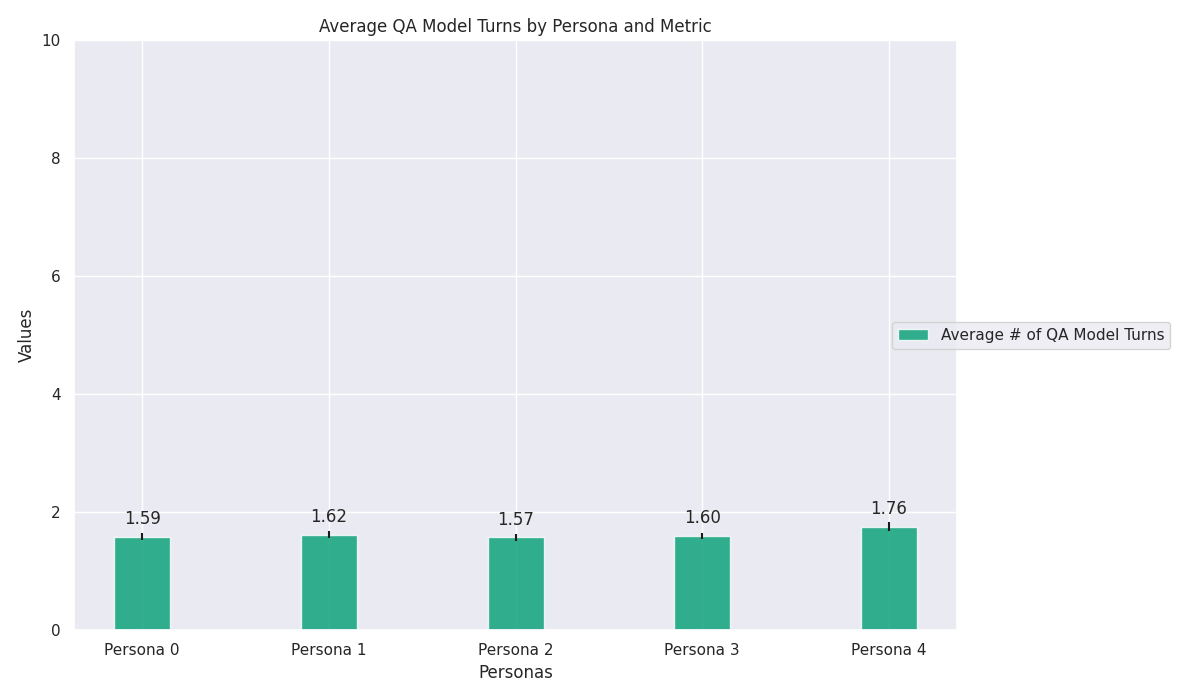 Average QA Model Turns by Persona and Metric
10
8
6
4
2
0
Values
1.59
1.62
1.57
1.60
1.76
Average # of QA Model Turns
Persona 0
Persona 1
Persona 2
Persona 3
Persona 4
Personas